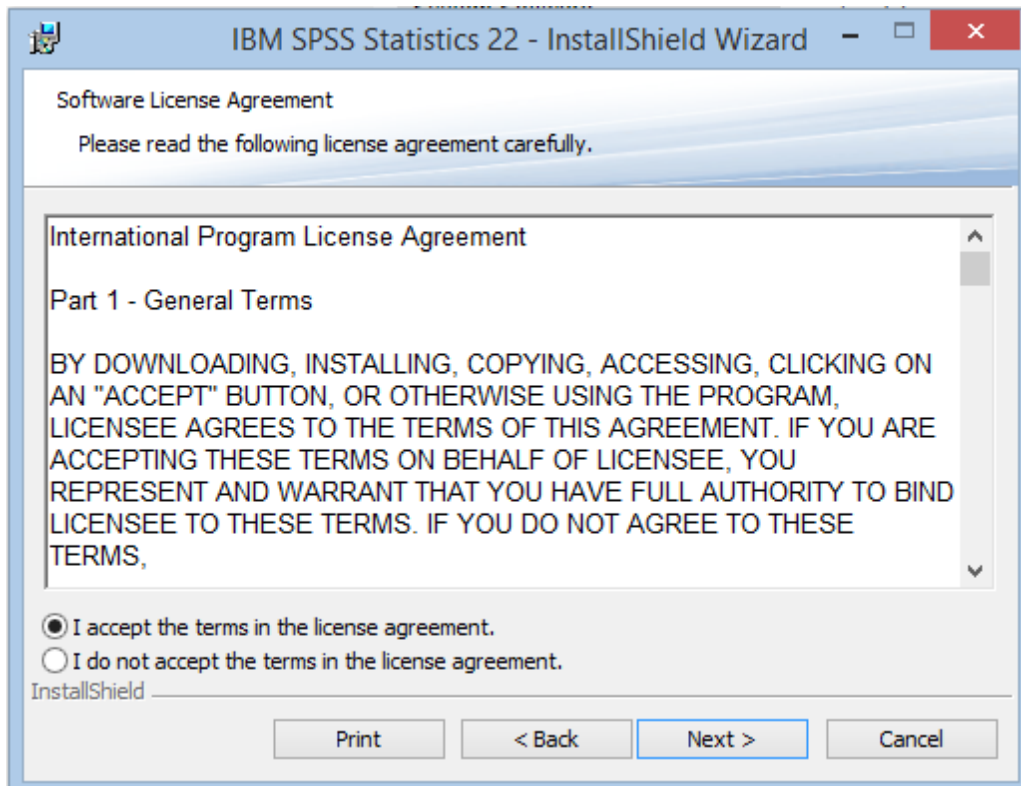 IBM SPSS Statistics 22 - InstallShield Wizard
Software License Agreement
Please read the following license agreement carefully.
International Program License Agreement
Part 1 - General Terms
BY DOWNLOADING, INSTALLING, COPYING, ACCESSING, CLICKING ON
AN "ACCEPT" BUTTON, OR OTHERWISE USING THE PROGRAM,
LICENSEE AGREES TO THE TERMS OF THIS AGREEMENT. IF YOU ARE
ACCEPTING THESE TERMS ON BEHALF OF LICENSEE, YOU
REPRESENT AND WARRANT THAT YOU HAVE FULL AUTHORITY TO BIND
LICENSEE TO THESE TERMS. IF YOU DO NOT AGREE TO THESE
TERMS,
I accept the terms in the license agreement.
I do not accept the terms in the license agreement.
InstallShield
Print
< Back
Next >
Cancel